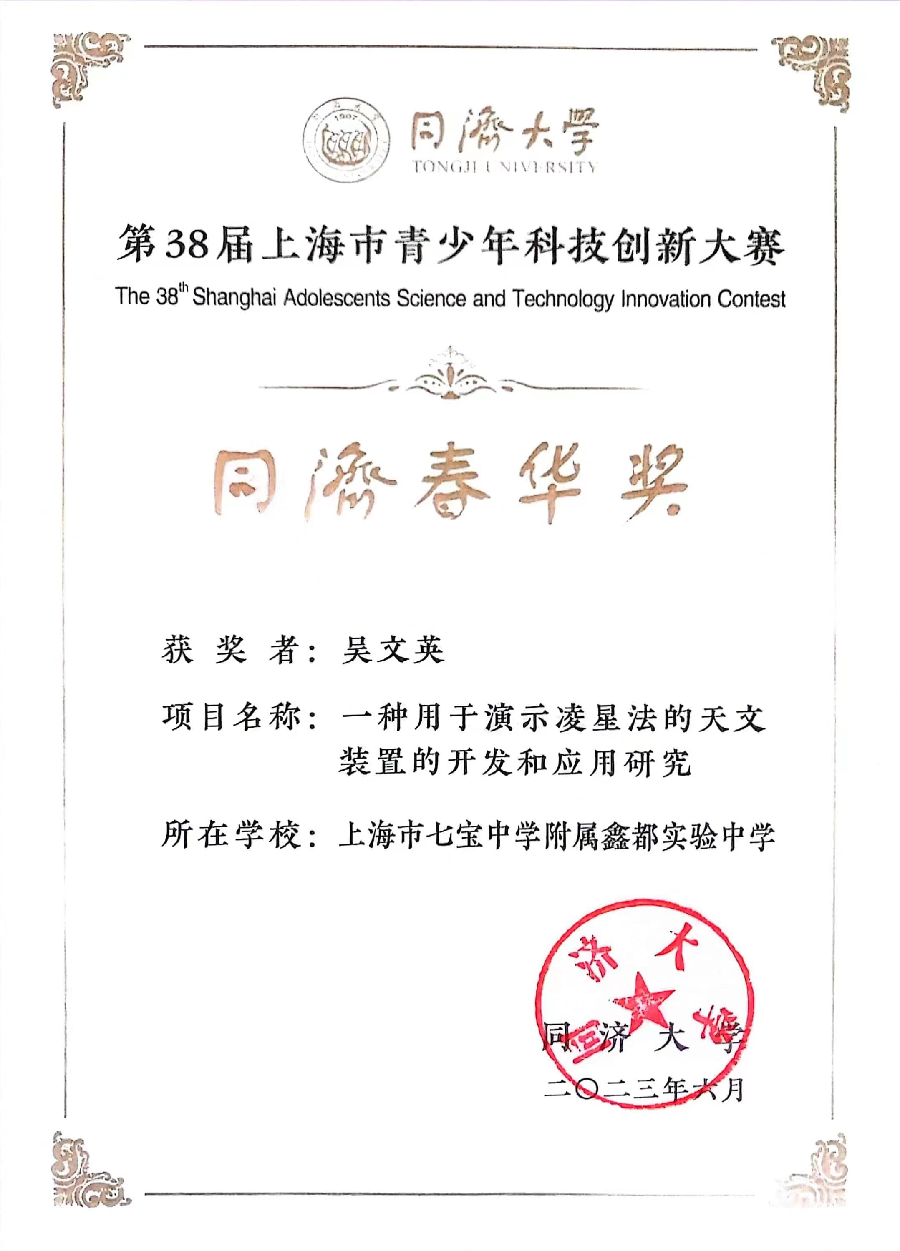 1907
同濟大學
TONGJI UNIVERSITY
第38届上海市青少年科技创新大赛
The 38th Shanghai Adolescents Science and Technology Innovation Contest
同濟春华奖
获奖者：吴文英
项目名称：一种用于演示凌星法的天文
装置的开发和应用研究
所在学校：上海市七宝中学附属鑫都实验中学
同济大学
同济大学
二〇二三年六月